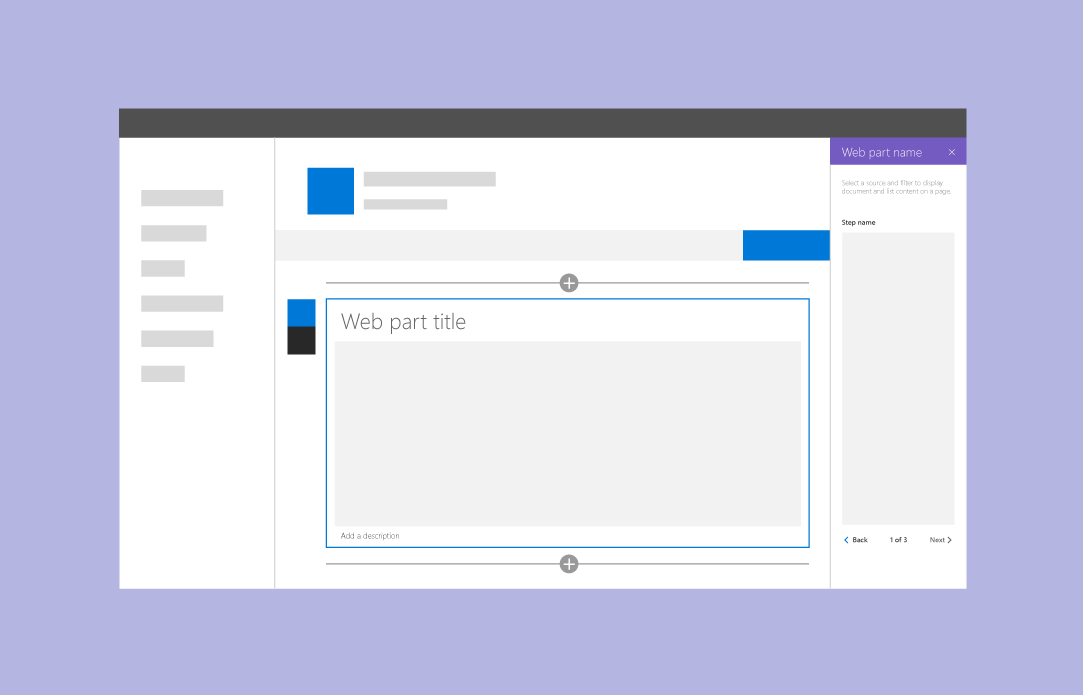 Web part name
Select a source and filter to display
document and list content on a page.
Step name
Web part title
Add a description
Back
1 of 3
Next